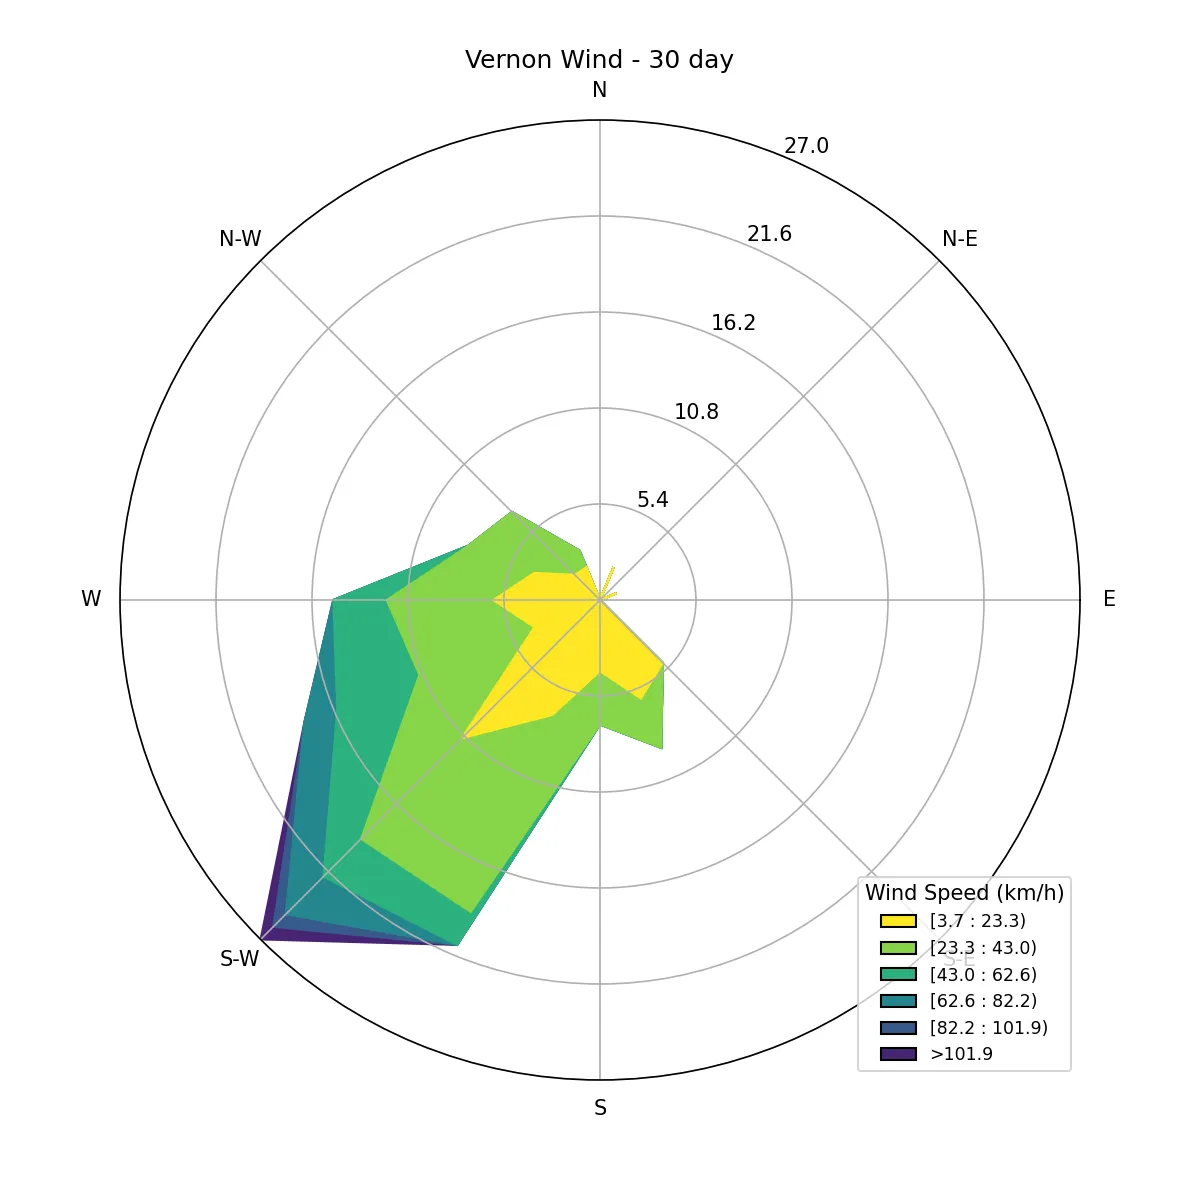 Vernon Wind - 30 day
N
27.0
N-W
21.6
N-E
16.2
10.8
5.4
W
E
Wind Speed (km/h)
[3.7 : 23.3)
[23.3 : 43.0)
S-W
S-E
[43.0 : 62.6)
[62.6 : 82.2)
[82.2 : 101.9)
>101.9
S